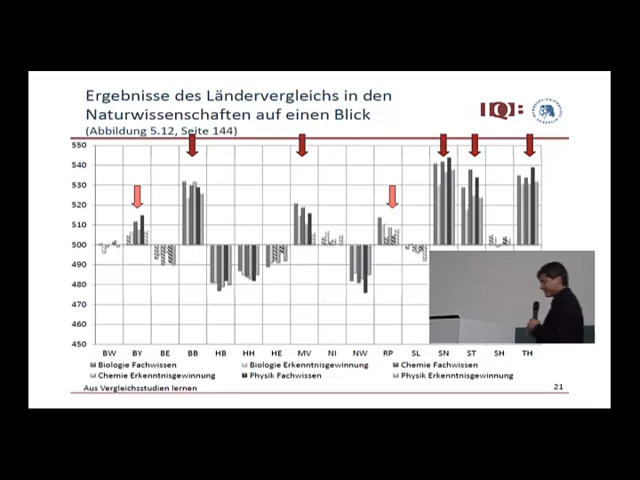 Ergebnisse des Ländervergleichs in den
Naturwissenschaften auf einen Blick
(Abbildung 5.12, Seite 144)
IQB
550
540
530
520
510
500
490
480
470
460
450
BW BY BE BB HB HH HE MV NI NW RP SL SN ST SH TH
Biologie Fachwissen Biologie Erkenntnisgewinnung Chemie Fachwissen
Chemie Erkenntnisgewinnung Physik Fachwissen Physik Erkenntnisgewinnung
Aus Vergleichsstudien lernen 21